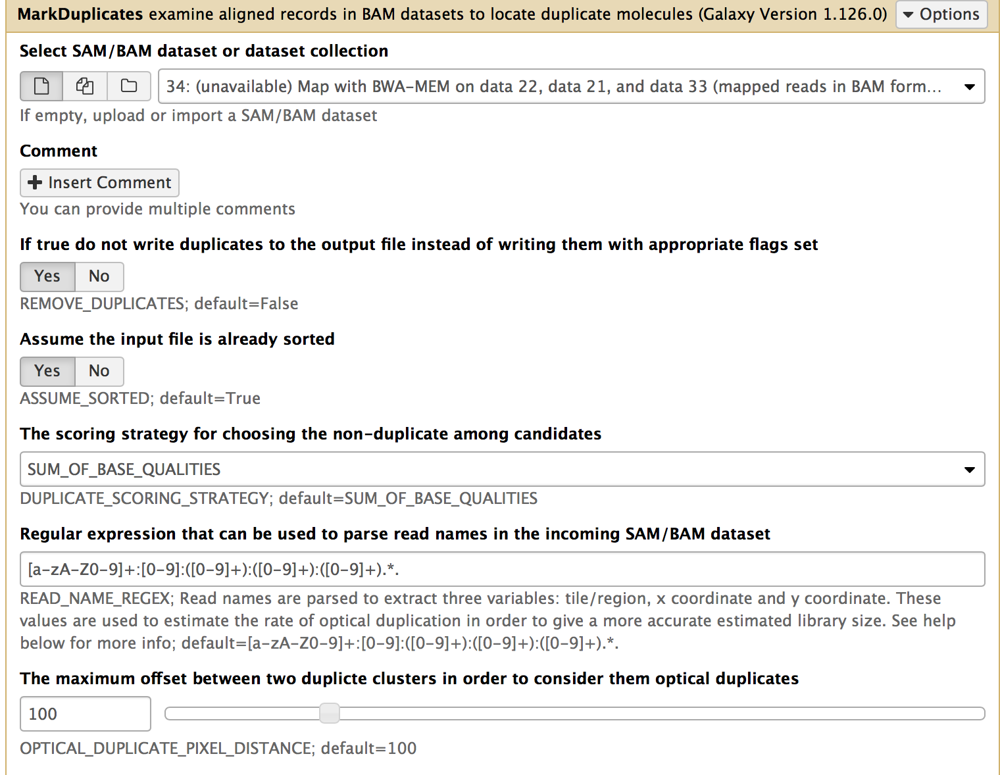 MarkDuplicates examine aligned records in BAM datasets to locate duplicate molecules (Galaxy Version 1.126.0) Options
Select SAM/BAM dataset or dataset collection
34: (unavailable) Map with BWA-MEM on data 22, data 21, and data 33 (mapped reads in BAM form...
If empty, upload or import a SAM/BAM dataset
Comment
Insert Comment
You can provide multiple comments
If true do not write duplicates to the output file instead of writing them with appropriate flags set
Yes No
REMOVE_DUPLICATES; default=False
Assume the input file is already sorted
Yes No
ASSUME_SORTED; default=True
The scoring strategy for choosing the non-duplicate among candidates
SUM_OF_BASE_QUALITIES
DUPLICATE_SCORING_STRATEGY; default=SUM_OF_BASE_QUALITIES
Regular expression that can be used to parse read names in the incoming SAM/BAM dataset
[a-zA-Z0-9]+:[0-9]:([0-9]+):([0-9]+):([0-9]+).*.
READ_NAME_REGEX; Read names are parsed to extract three variables: tile/region, x coordinate and y coordinate. These
values are used to estimate the rate of optical duplication in order to give a more accurate estimated library size. See help
below for more info; default=[a-zA-Z0-9]+:[0-9]:([0-9]+):([0-9]+):([0-9]+).*.
The maximum offset between two duplicte clusters in order to consider them optical duplicates
100
OPTICAL_DUPLICATE_PIXEL_DISTANCE; default=100